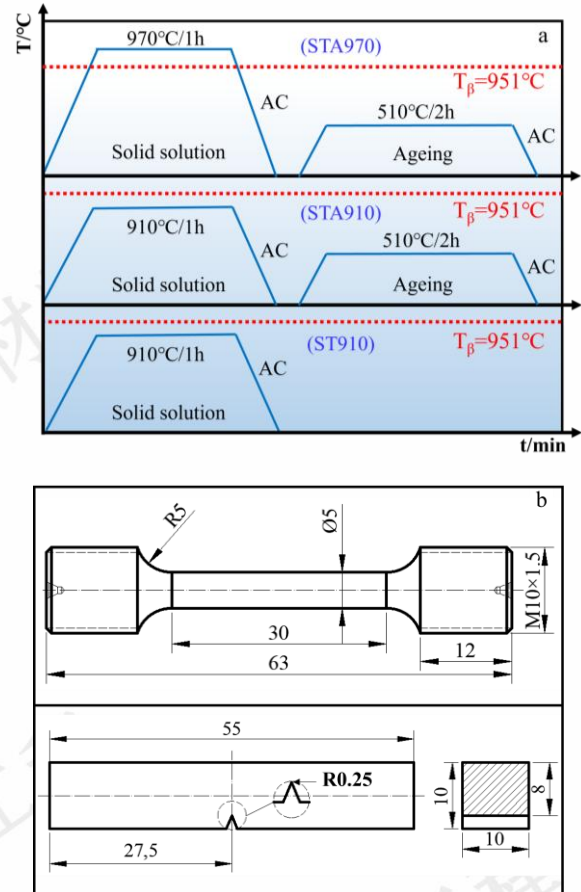 T/℃
a
970℃/1h
(STA970)
Tβ=951℃
AC
510℃/2h
AC
Solid solution
Ageing
Tβ=951℃
(STA910)
910℃/1h
510℃/2h
AC
AC
Solid solution
Ageing
(ST910)
Tβ=951℃
910℃/1h
AC
Solid solution
t/min
b
R5
Ø5
M10×1.5
30
12
63
55
R0.25
10
8
27,5
10